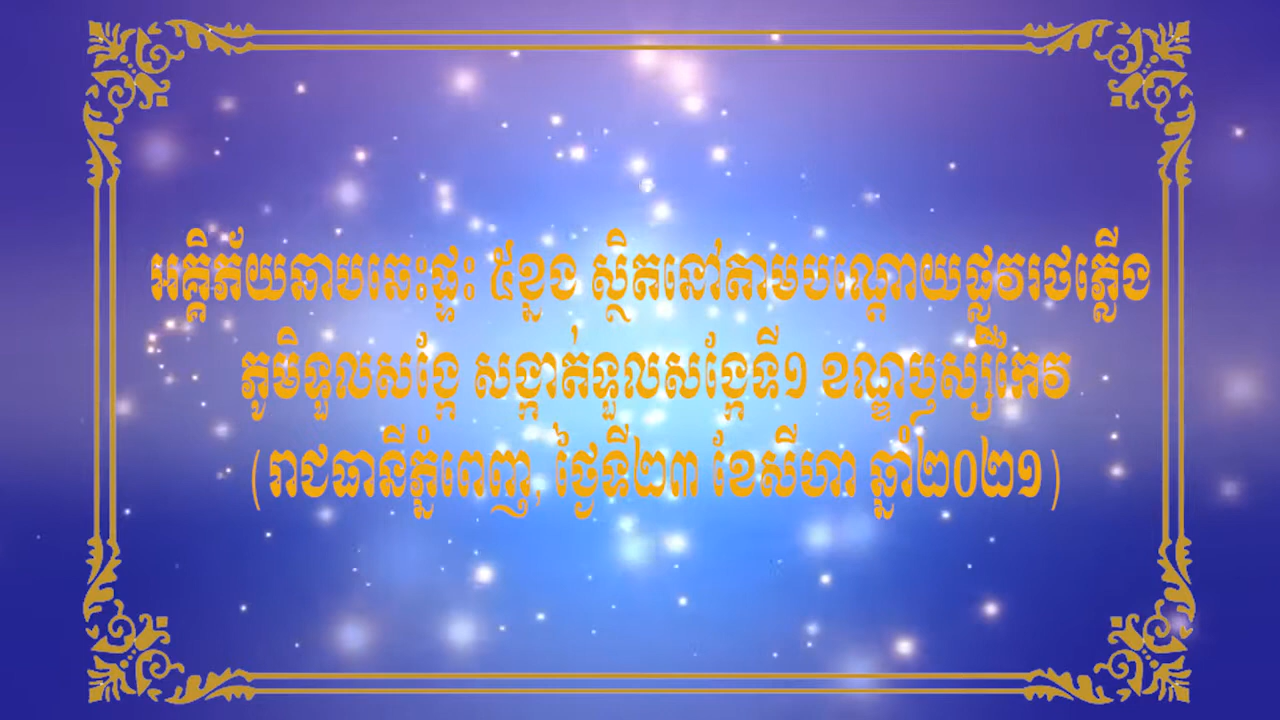 អគ្គិភ័យឆាបឆេះផ្ទះ ៥ខ្នង ស្ថិតនៅតាមបណ្ដោយផ្លូវរថភ្លើង
ភូមិទួលសង្កែ សង្កាត់ទួលសង្កែទី១ ខណ្ឌឫស្សីកែវ
(រាជធានីភ្នំពេញ, ថ្ងៃទី២៣ ខែសីហា ឆ្នាំ២០២១)